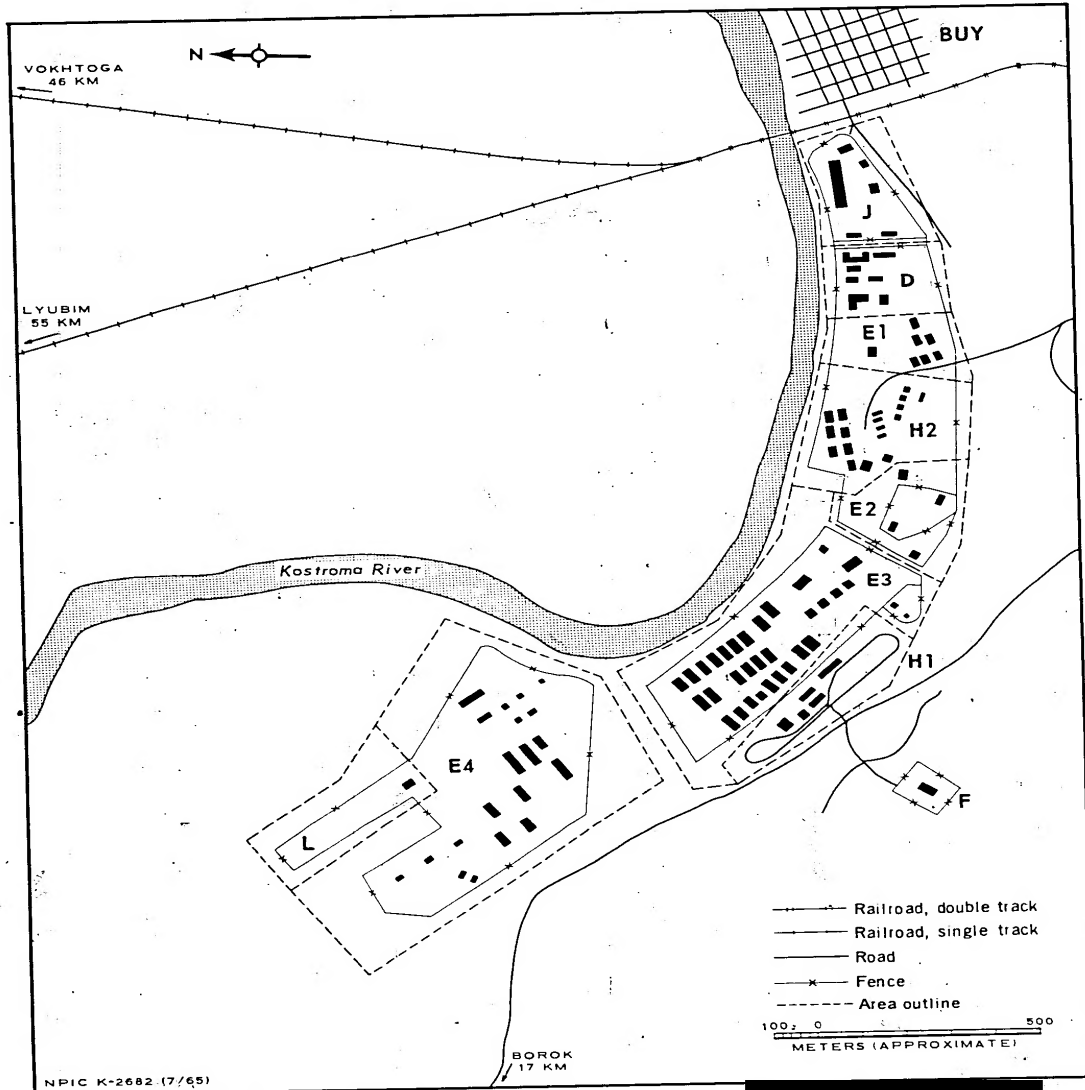 BUY
N
VOKHTOGA
46 KM
J
D
LYUBIM
55 KM
E1
H2
E2
Kostroma River
E3
H1
E4
F
L
Railroad, double track
Railroad, single track
Road
Fence
Area outline
100 0 500
METERS (APPROXIMATE)
BOROK
17 KM
NPIC K-2682 (7/65)